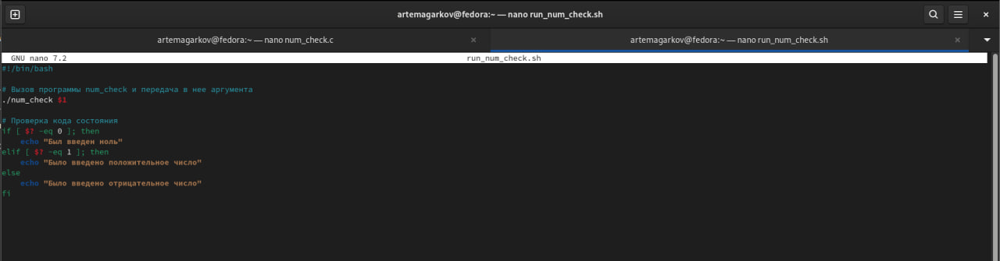 artemagarkov@fedora:~ — nano run_num_check.sh
artemagarkov@fedora:~ — nano num_check.c
artemagarkov@fedora:~ — nano run_num_check.sh
GNU nano 7.2 run_num_check.sh
#!/bin/bash
# Вызов программы num_check и передача в нее аргумента
./num_check $1
# Проверка кода состояния
if [ $? -eq 0 ]; then
    echo "Был введен ноль"
elif [ $? -eq 1 ]; then
    echo "Было введено положительное число"
else
    echo "Было введено отрицательное число"
fi